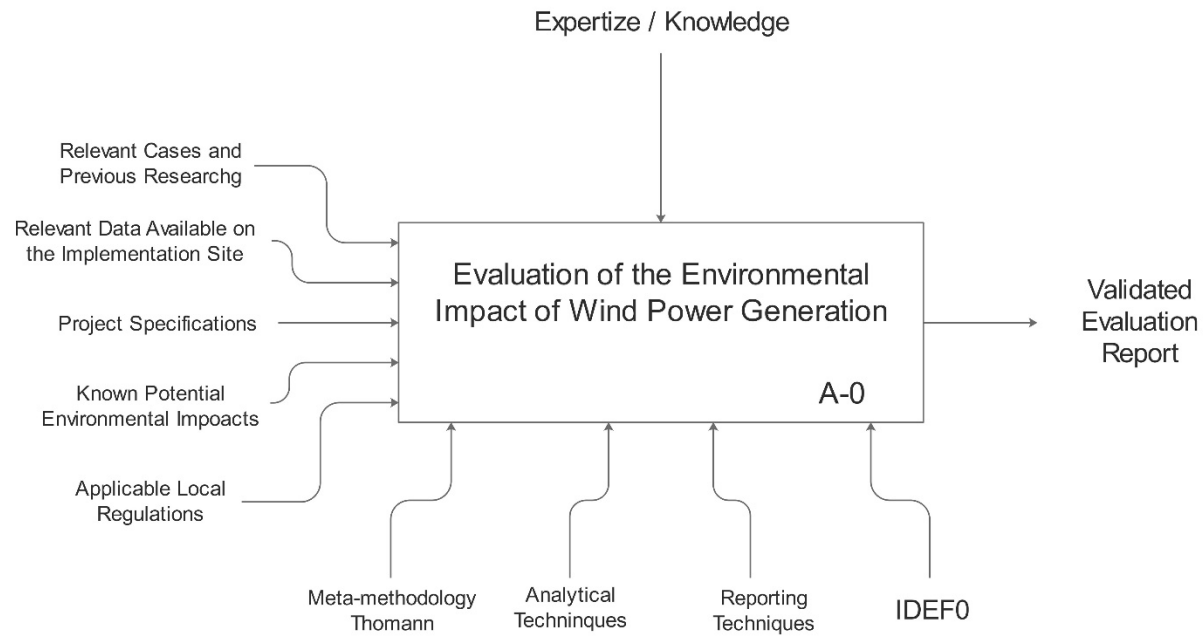 Expertize / Knowledge
Relevant Cases and
Previous Researchg
Relevant Data Available on
the Implementation Site
Project Specifications
Known Potential
Environmental Impoacts
Applicable Local
Regulations
Evaluation of the Environmental
Impact of Wind Power Generation
A-0
Validated
Evaluation
Report
Meta-methodology
Thomann
Analytical
Techninques
Reporting
Techniques
IDEF0